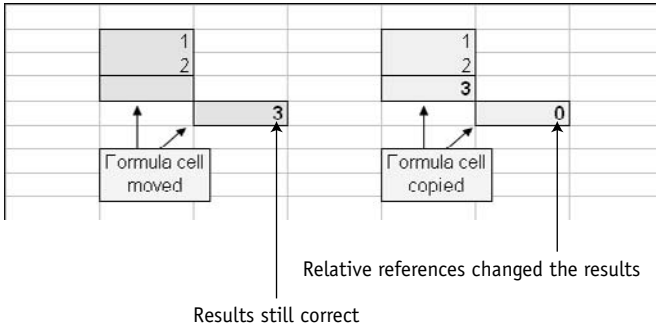 1
2
3
Formula cell
moved
1
2
3
0
Formula cell
copied
Relative references changed the results
Results still correct